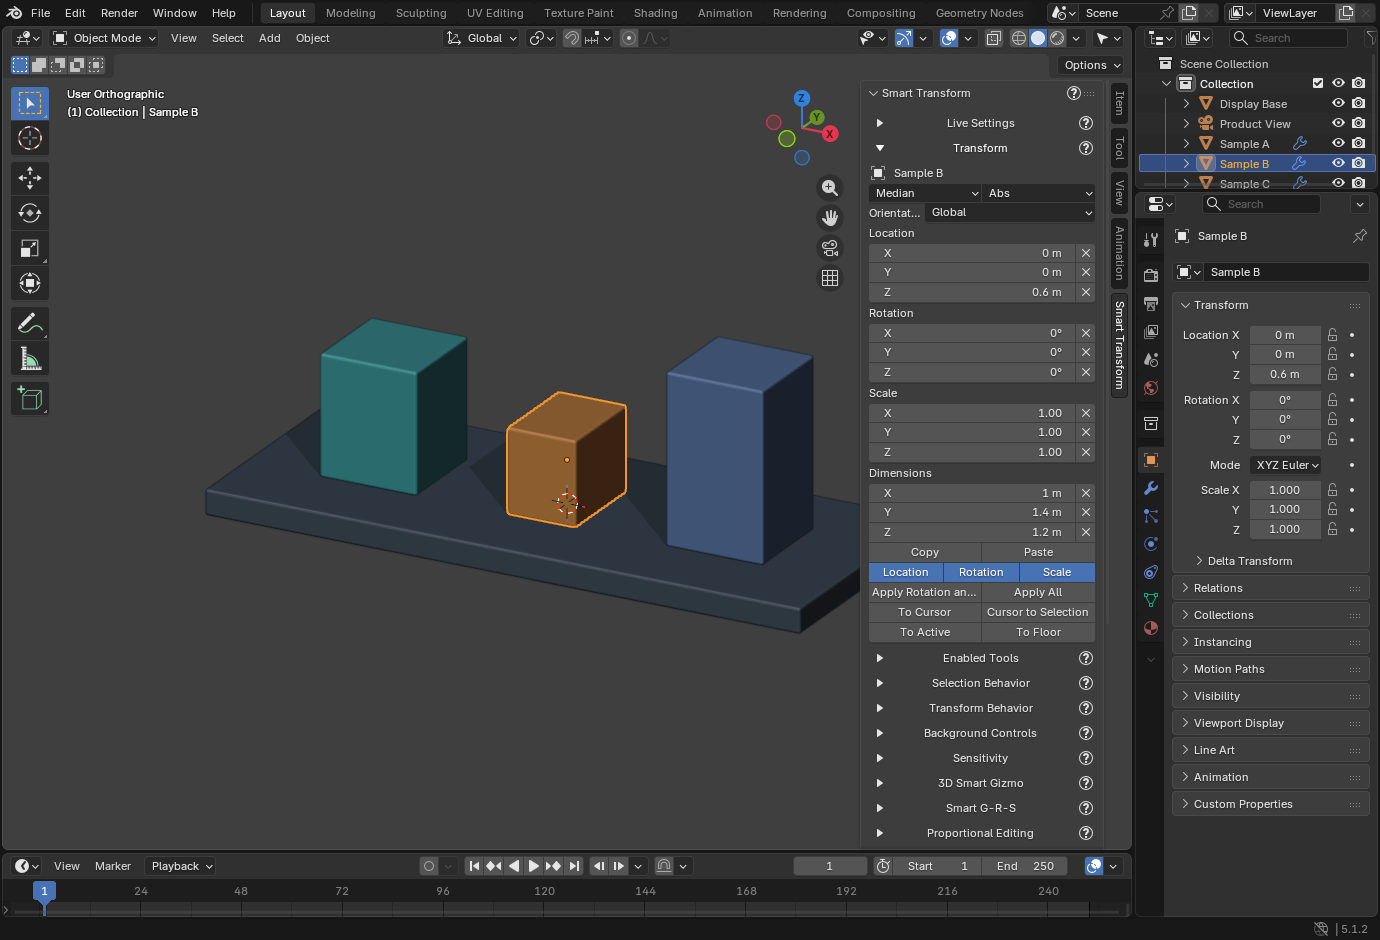 File Edit Render Window Help Layout Modeling Sculpting UV Editing Texture Paint Shading Animation Rendering Compositing Geometry Nodes Scene ViewLayer
Object Mode View Select Add Object Global Search
Options
User Orthographic
(1) Collection | Sample B
Z
Y
X
Smart Transform
Live Settings
Transform
Sample B
Median Abs
Orientat... Global
Location
X 0 m
Y 0 m
Z 0.6 m
Rotation
X 0°
Y 0°
Z 0°
Scale
X 1.00
Y 1.00
Z 1.00
Dimensions
X 1 m
Y 1.4 m
Z 1.2 m
Copy Paste
Location Rotation Scale
Apply Rotation an... Apply All
To Cursor Cursor to Selection
To Active To Floor
Enabled Tools
Selection Behavior
Transform Behavior
Background Controls
Sensitivity
3D Smart Gizmo
Smart G-R-S
Proportional Editing
Item
Tool
View
Animation
Smart Transform
Scene Collection
Collection
Display Base
Product View
Sample A
Sample B
Sample C
Search
Sample B
Sample B
Transform
Location X 0 m
Y 0 m
Z 0.6 m
Rotation X 0°
Y 0°
Z 0°
Mode XYZ Euler
Scale X 1.000
Y 1.000
Z 1.000
Delta Transform
Relations
Collections
Instancing
Motion Paths
Visibility
Viewport Display
Line Art
Animation
Custom Properties
View Marker Playback 1 Start 1 End 250
1 24 48 72 96 120 144 168 192 216 240
5.1.2